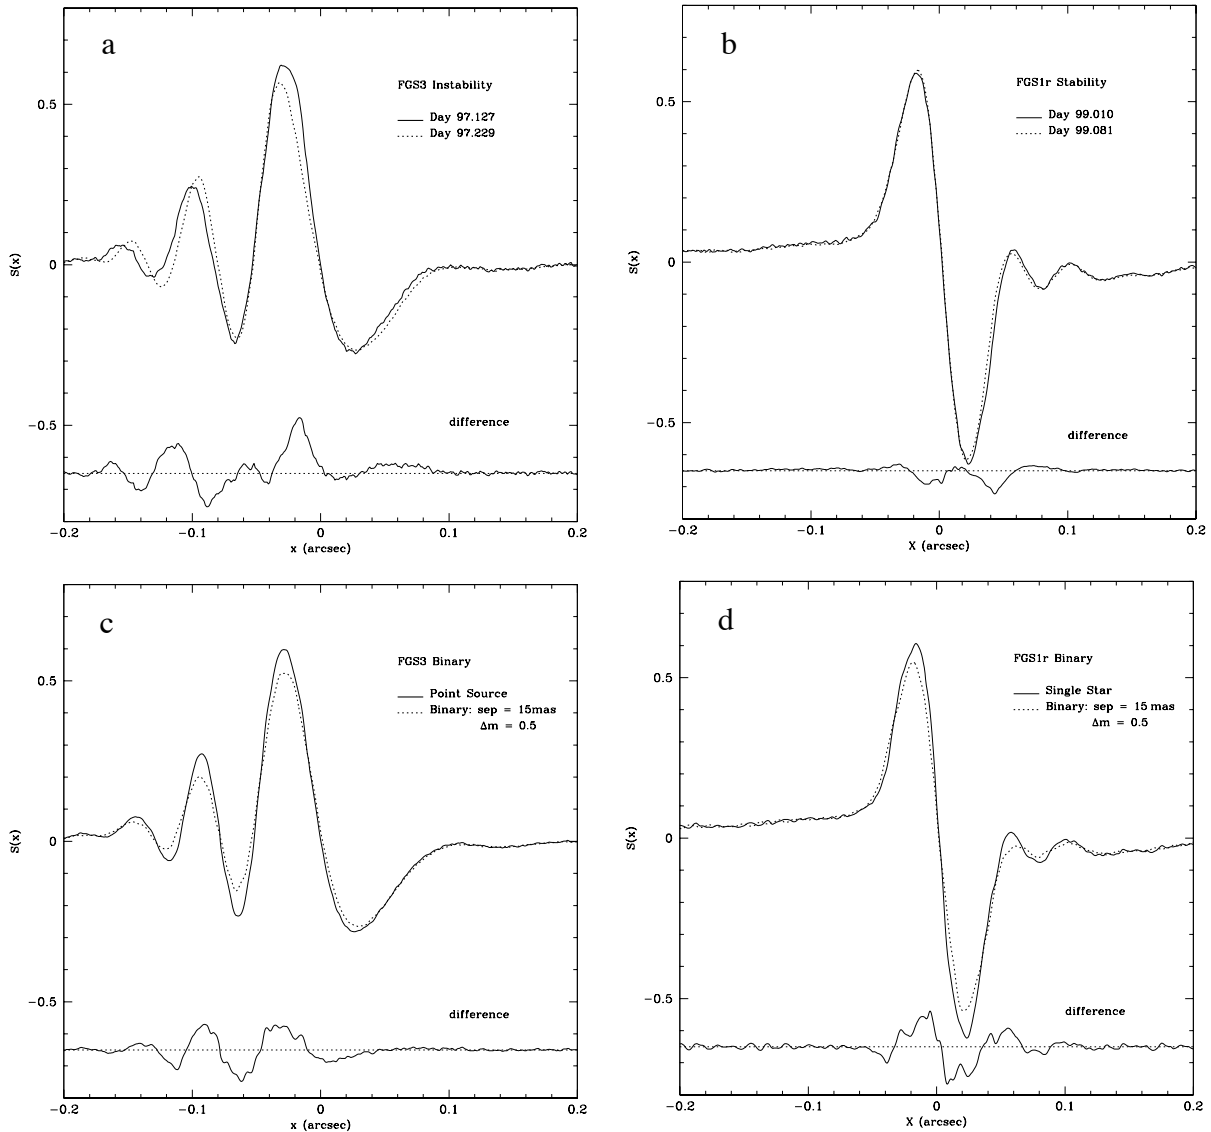 a
FGS3 Instability
Day 97.127
Day 97.229
0.5
0
−0.5
S(x)
difference
−0.2
−0.1
0
0.1
0.2
x (arcsec)
b
FGS1r Stability
Day 99.010
Day 99.081
0.5
0
−0.5
S(x)
difference
−0.2
−0.1
0
0.1
0.2
X (arcsec)
c
FGS3 Binary
Point Source
Binary: sep = 15mas
Δm = 0.5
0.5
0
−0.5
S(x)
difference
−0.2
−0.1
0
0.1
0.2
x (arcsec)
d
FGS1r Binary
Single Star
Binary: sep = 15 mas
Δm = 0.5
0.5
0
−0.5
S(x)
difference
−0.2
−0.1
0
0.1
0.2
X (arcsec)